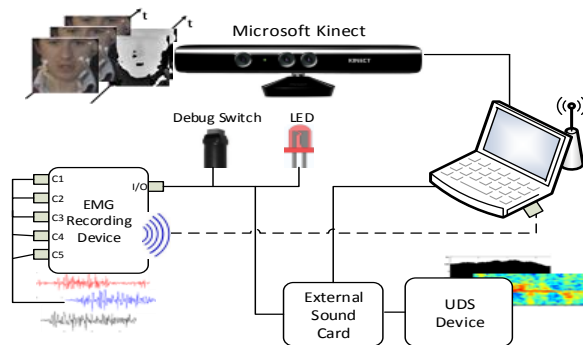 t
t
Microsoft Kinect
KINECT
Debug Switch
LED
C1
C2
C3
C4
C5
I/O
EMG
Recording
Device
External
Sound
Card
UDS
Device